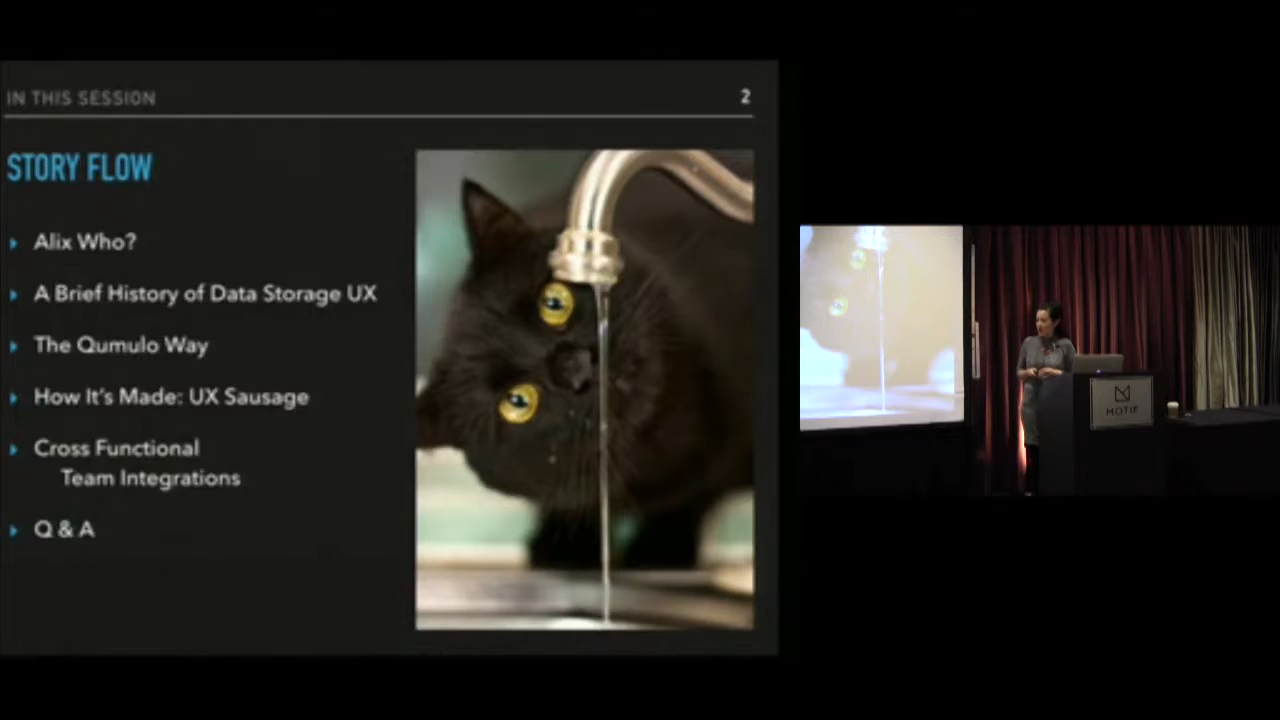 IN THIS SESSION
2
STORY FLOW
Alix Who?
A Brief History of Data Storage UX
The Qumulo Way
How It's Made: UX Sausage
Cross Functional
Team Integrations
Q & A
MOTIF